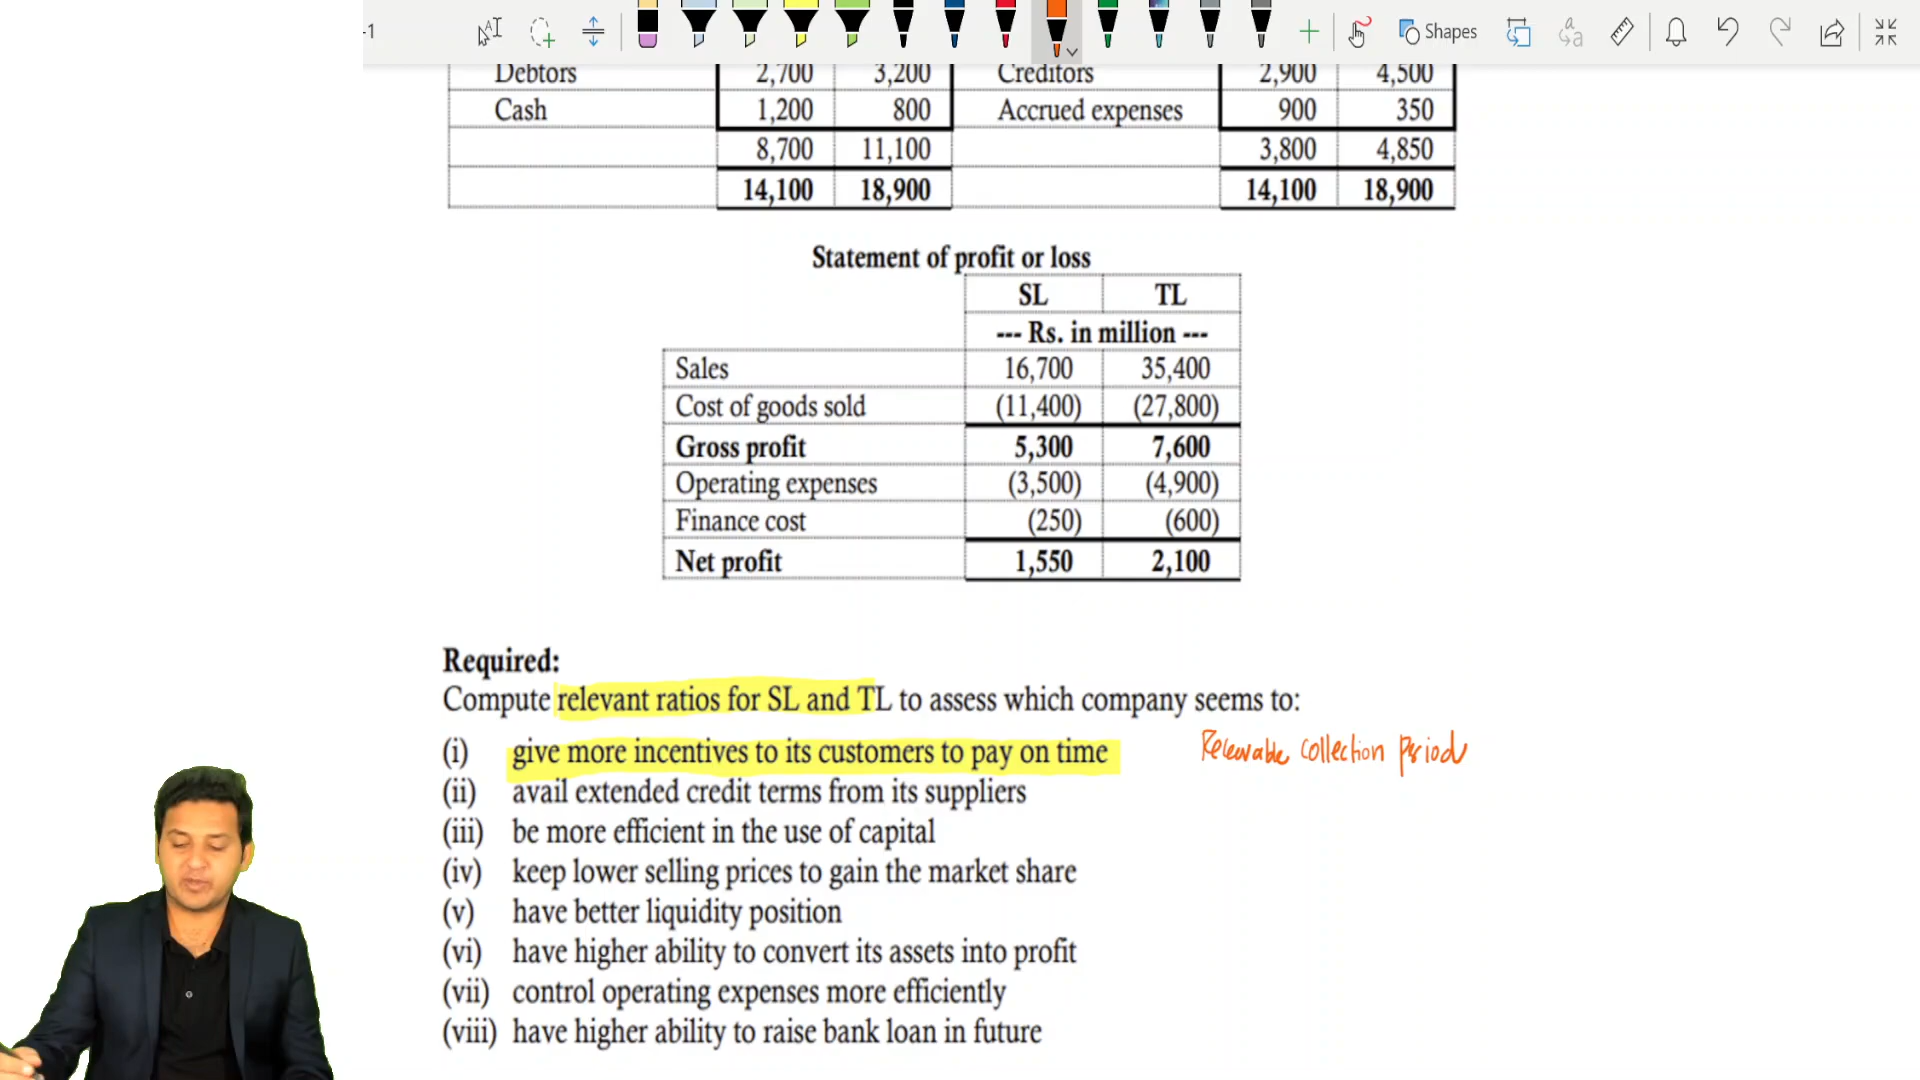 -1
Shapes
Debtors 2,700 3,200 Creditors 2,900 4,500
Cash 1,200 800 Accrued expenses 900 350
8,700 11,100 3,800 4,850
14,100 18,900 14,100 18,900
Statement of profit or loss
SL TL
--- Rs. in million ---
Sales 16,700 35,400
Cost of goods sold (11,400) (27,800)
Gross profit 5,300 7,600
Operating expenses (3,500) (4,900)
Finance cost (250) (600)
Net profit 1,550 2,100
Required:
Compute relevant ratios for SL and TL to assess which company seems to:
(i) give more incentives to its customers to pay on time Receivable collection period
(ii) avail extended credit terms from its suppliers
(iii) be more efficient in the use of capital
(iv) keep lower selling prices to gain the market share
(v) have better liquidity position
(vi) have higher ability to convert its assets into profit
(vii) control operating expenses more efficiently
(viii) have higher ability to raise bank loan in future